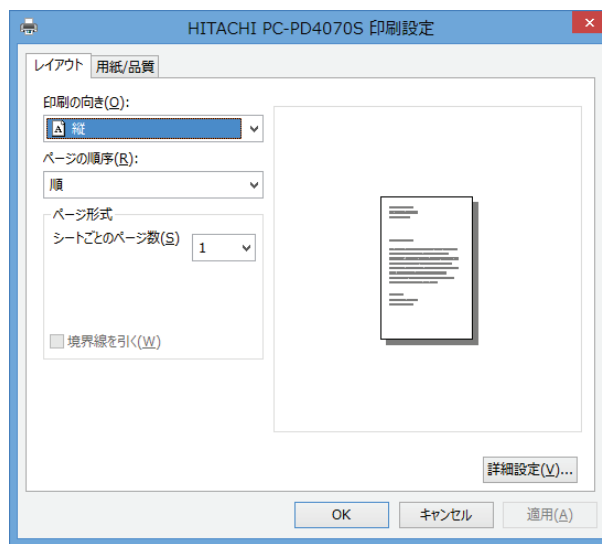 HITACHI PC-PD4070S 印刷設定
レイアウト 用紙/品質
印刷の向き(O):
縦
ページの順序(R):
順
ページ形式
シートごとのページ数(S) 1
境界線を引く(W)
詳細設定(V)...
OK キャンセル 適用(A)